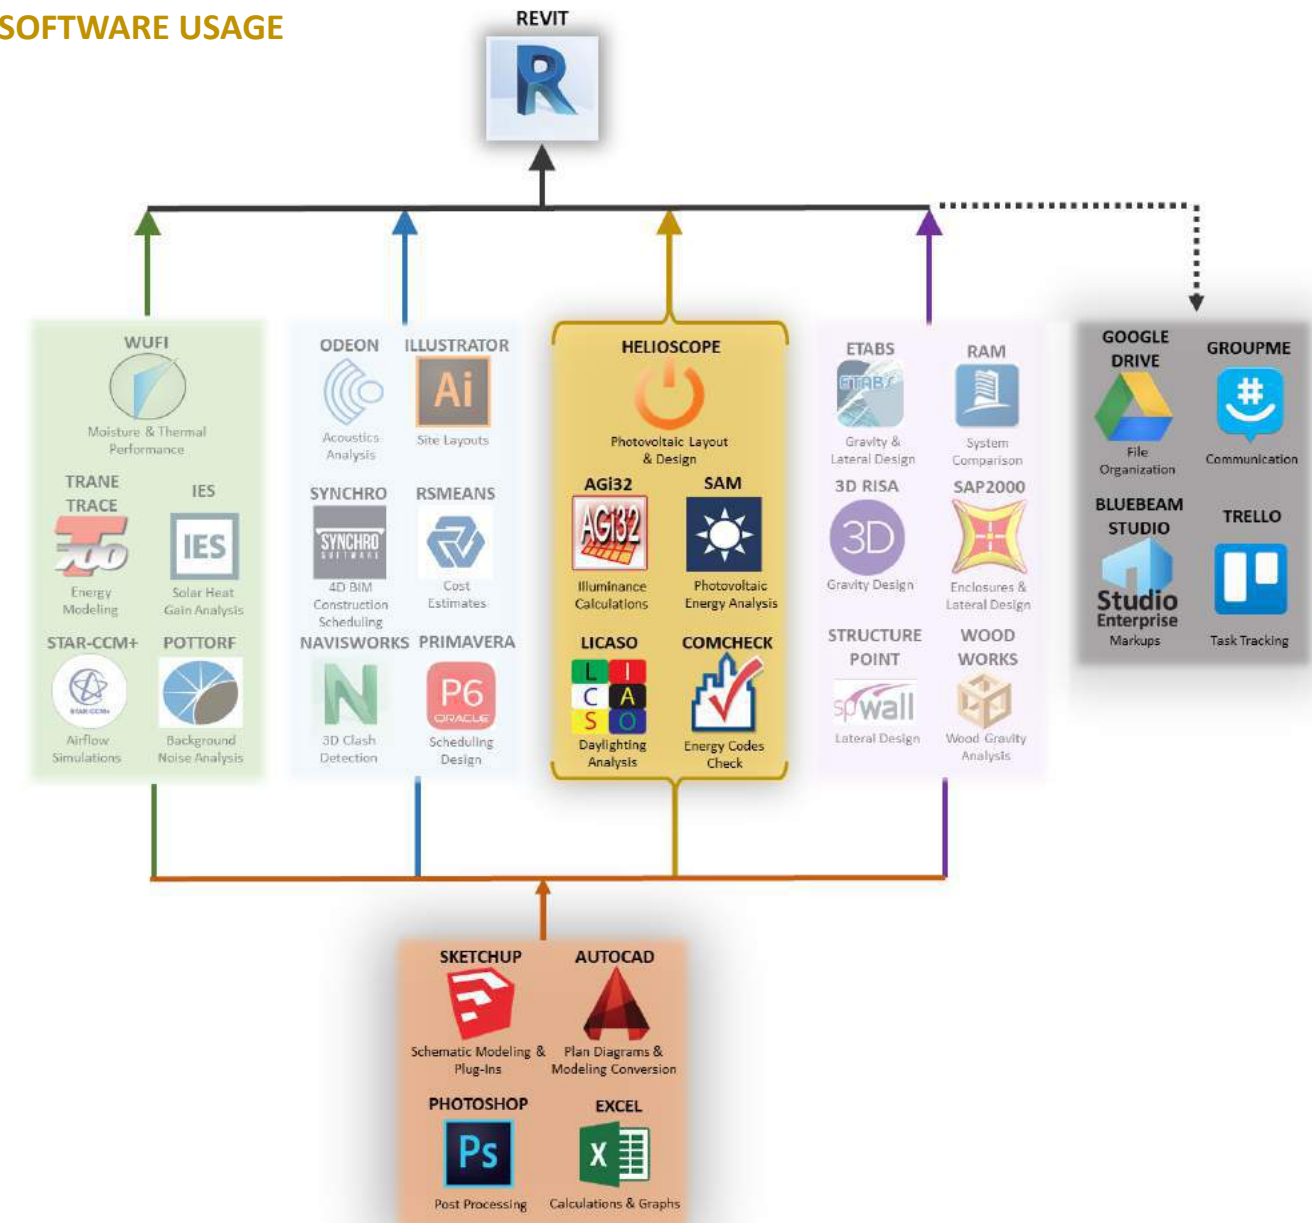 SOFTWARE USAGE
REVIT
R
WUFI
Moisture & Thermal
Performance
TRANE
TRACE
700
Energy
Modeling
IES
IES
Solar Heat
Gain Analysis
STAR-CCM+
STAR-CCM+
Airflow
Simulations
POTTORF
Background
Noise Analysis
ODEON
Acoustics
Analysis
ILLUSTRATOR
Ai
Site Layouts
SYNCHRO
SYNCHRO
SOFTWARE
4D BIM
Construction
Scheduling
RSMEANS
Cost
Estimates
NAVISWORKS
N
3D Clash
Detection
PRIMAVERA
P6
ORACLE
Scheduling
Design
HELIOSCOPE
Photovoltaic Layout
& Design
AGi32
AGi32
Illuminance
Calculations
SAM
Photovoltaic
Energy Analysis
LICASO
L I
C A
S O
Daylighting
Analysis
COMCHECK
Energy Codes
Check
ETABS
ETABS
Gravity &
Lateral Design
RAM
System
Comparison
3D RISA
3D
Gravity Design
SAP2000
Enclosures &
Lateral Design
STRUCTURE
POINT
spwall
Lateral Design
WOOD
WORKS
Wood Gravity
Analysis
GOOGLE
DRIVE
File
Organization
GROUPME
#
Communication
BLUEBEAM
STUDIO
Studio
Enterprise
Markups
TRELLO
Task Tracking
SKETCHUP
Schematic Modeling &
Plug-Ins
AUTOCAD
Plan Diagrams &
Modeling Conversion
PHOTOSHOP
Ps
Post Processing
EXCEL
X
Calculations & Graphs